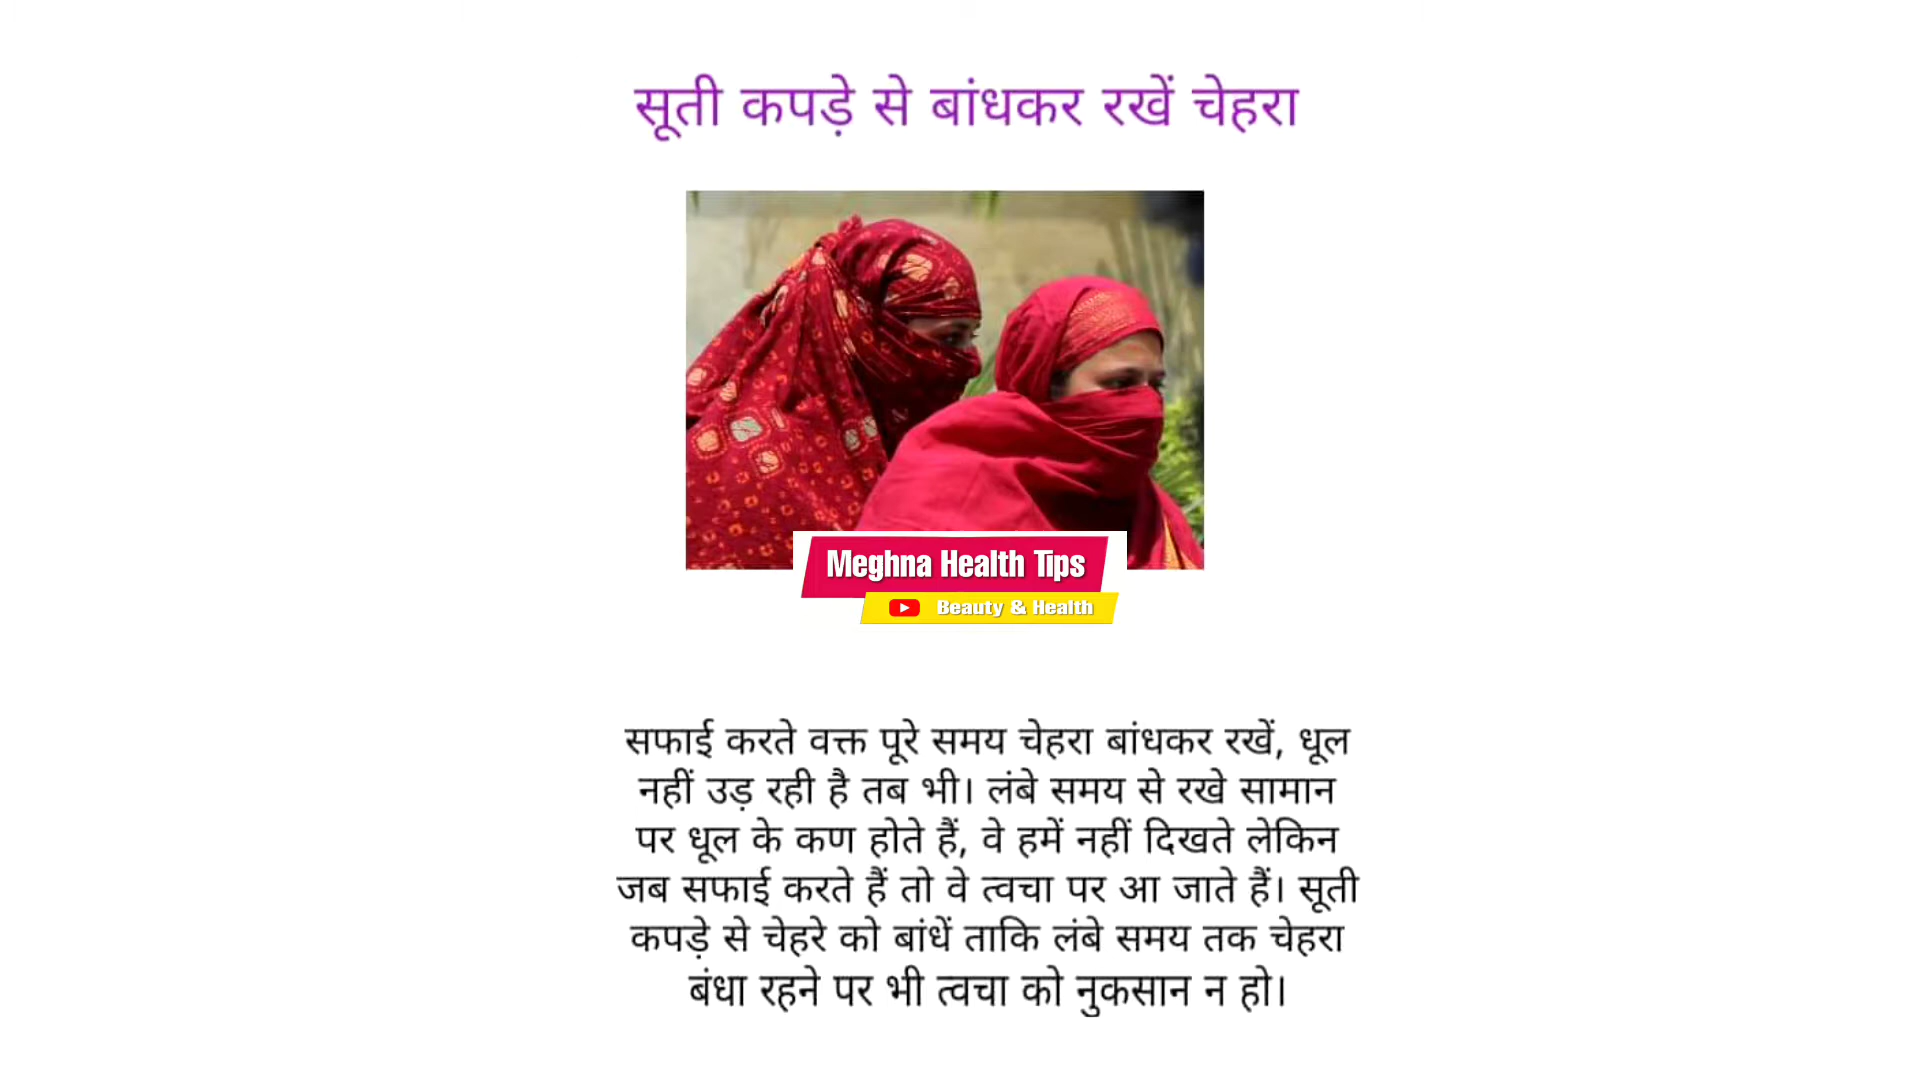 सूती कपड़े से बांधकर रखें चेहरा
Meghna Health Tips
Beauty & Health
सफाई करते वक्त पूरे समय चेहरा बांधकर रखें, धूल
नहीं उड़ रही है तब भी। लंबे समय से रखे सामान
पर धूल के कण होते हैं, वे हमें नहीं दिखते लेकिन
जब सफाई करते हैं तो वे त्वचा पर आ जाते हैं। सूती
कपड़े से चेहरे को बांधें ताकि लंबे समय तक चेहरा
बंधा रहने पर भी त्वचा को नुकसान न हो।